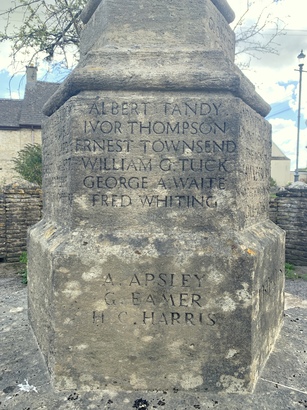 ALBERT TANDY
IVOR THOMPSON
ERNEST TOWNSEND
WILLIAM G. TUCK
GEORGE A. WAITE
FRED WHITING
A. APSLEY
G. EAMER
H. C. HARRIS